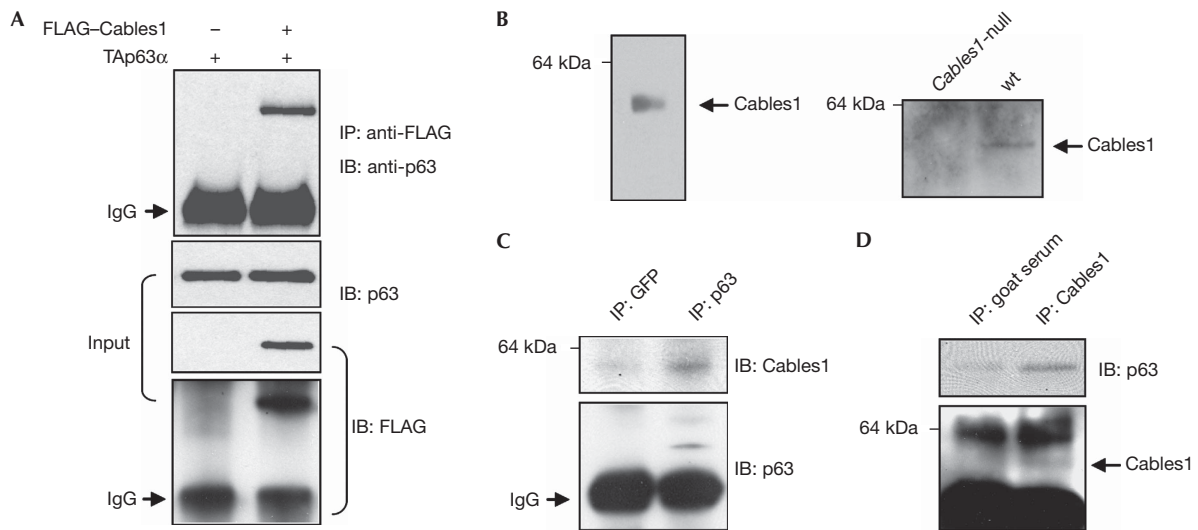 A
FLAG–Cables1 – +
TAp63α + +
IP: anti-FLAG
IB: anti-p63
IgG
IB: p63
Input
IB: FLAG
IgG
B
64 kDa
Cables1
Cables1-null
wt
64 kDa
Cables1
C
IP: GFP
IP: p63
64 kDa
IB: Cables1
IB: p63
IgG
D
IP: goat serum
IP: Cables1
IB: p63
64 kDa
Cables1